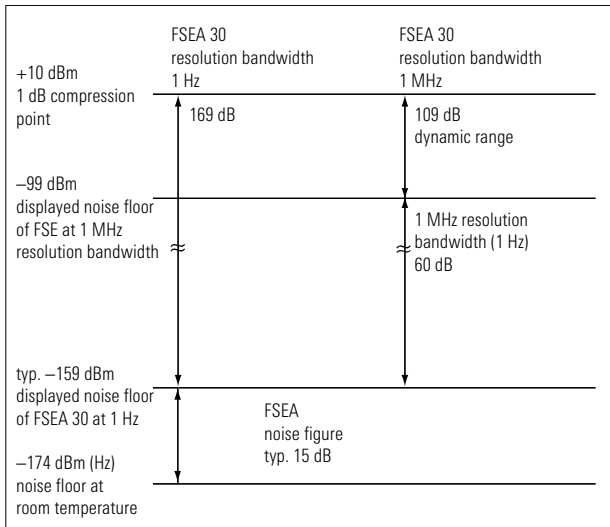 FSEA 30
resolution bandwidth
1 Hz
FSEA 30
resolution bandwidth
1 MHz
+10 dBm
1 dB compression
point
169 dB
109 dB
dynamic range
–99 dBm
displayed noise floor
of FSE at 1 MHz
resolution bandwidth
1 MHz resolution
bandwidth (1 Hz)
60 dB
typ. –159 dBm
displayed noise floor
of FSEA 30 at 1 Hz
FSEA
noise figure
typ. 15 dB
–174 dBm (Hz)
noise floor at
room temperature